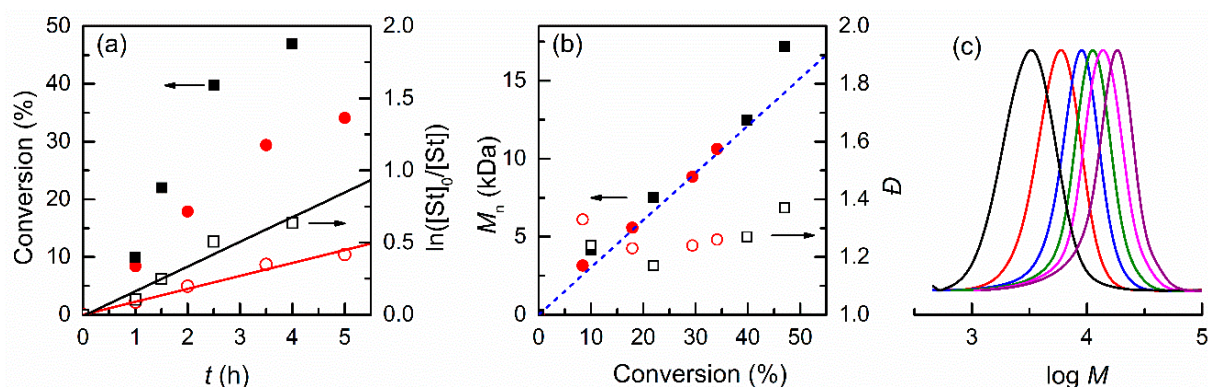 (a)
Conversion (%)
50
40
30
20
10
0
0 1 2 3 4 5
t (h)
2.0
1.5
1.0
0.5
0.0
ln([St]₀/[St])
(b)
Mₙ (kDa)
15
10
5
0
0 10 20 30 40 50
Conversion (%)
2.0
1.8
1.6
1.4
1.2
1.0
Đ
(c)
3 4 5
log M